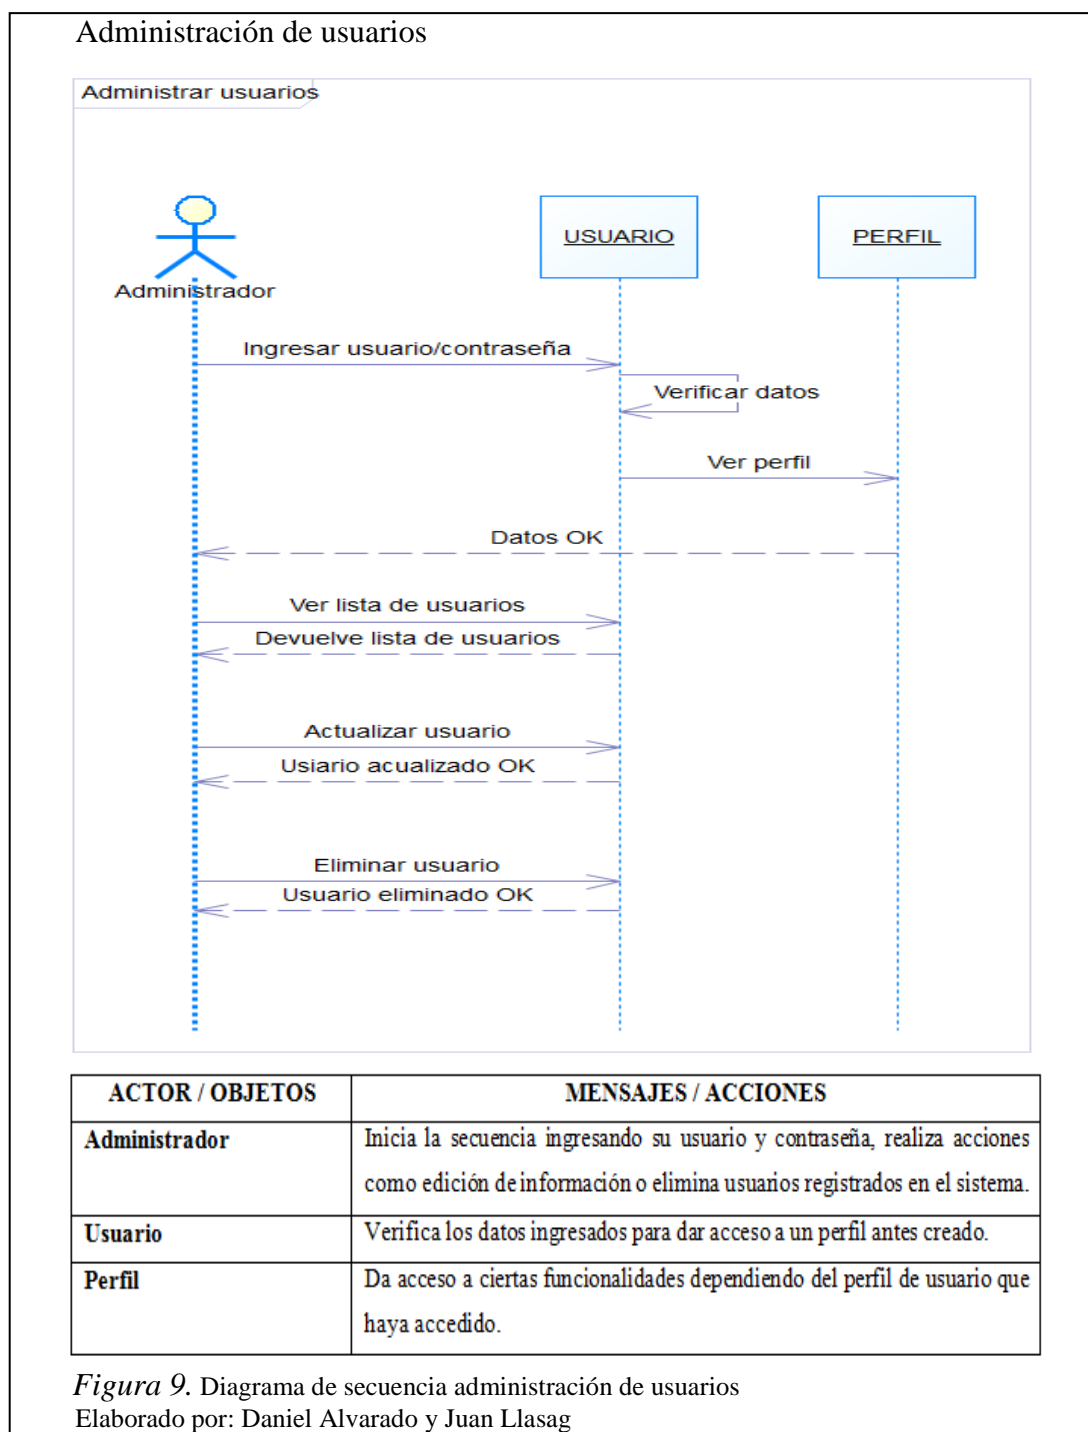 Administración de usuarios
Administrar usuarios
USUARIO
PERFIL
Administrador
Ingresar usuario/contraseña
Verificar datos
Ver perfil
Datos OK
Ver lista de usuarios
Devuelve lista de usuarios
Actualizar usuario
Usiario acualizado OK
Eliminar usuario
Usuario eliminado OK
ACTOR / OBJETOS
MENSAJES / ACCIONES
Administrador
Inicia la secuencia ingresando su usuario y contraseña, realiza acciones
como edición de información o elimina usuarios registrados en el sistema.
Usuario
Verifica los datos ingresados para dar acceso a un perfil antes creado.
Perfil
Da acceso a ciertas funcionalidades dependiendo del perfil de usuario que
haya accedido.
Figura 9. Diagrama de secuencia administración de usuarios
Elaborado por: Daniel Alvarado y Juan Llasag